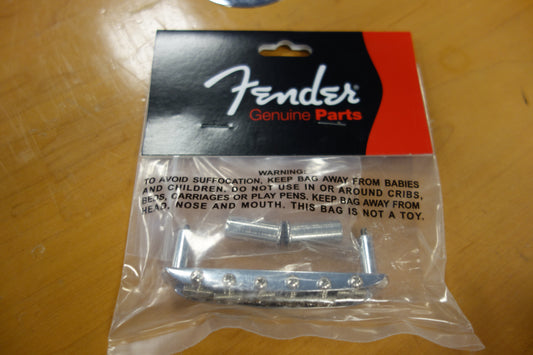 Fender®
Genuine Parts
WARNING:
TO AVOID SUFFOCATION, KEEP BAG AWAY FROM BABIES
AND CHILDREN. DO NOT USE IN OR AROUND CRIBS,
BEDS, CARRIAGES OR PLAY PENS. KEEP BAG AWAY FROM
HEAD, NOSE AND MOUTH. THIS BAG IS NOT A TOY.